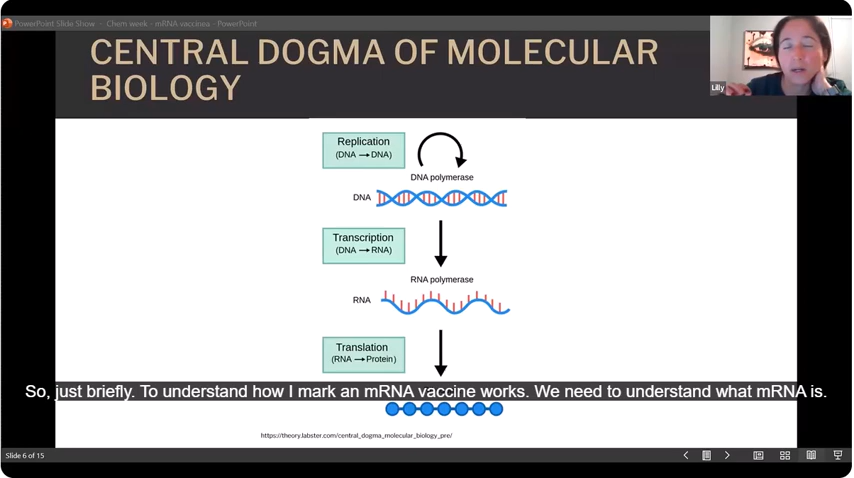 PowerPoint Slide Show - Chem week - mRNA vaccines - PowerPoint
CENTRAL DOGMA OF MOLECULAR
BIOLOGY
Lilly
Replication
(DNA → DNA)
DNA polymerase
DNA
Transcription
(DNA → RNA)
RNA polymerase
RNA
Translation
(RNA → Protein)
So, just briefly. To understand how I mark an mRNA vaccine works. We need to understand what mRNA is.
https://theory.labster.com/central_dogma_molecular_biology_pre/
Slide 6 of 15